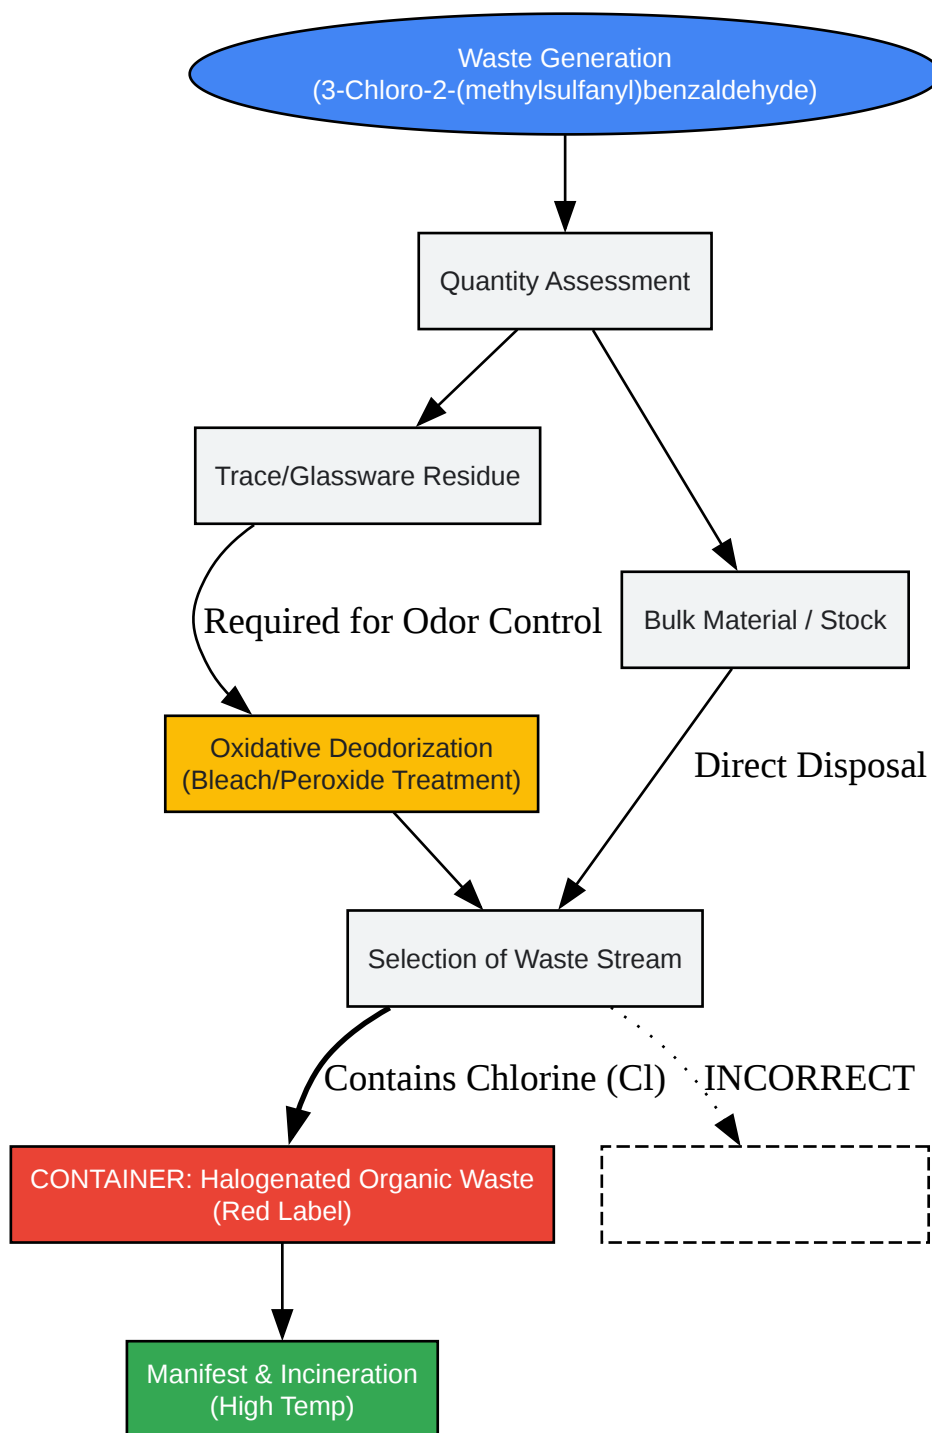 Waste Generation
(3-Chloro-2-(methylsulfanyl)benzaldehyde)
Quantity Assessment
Trace/Glassware Residue
Required for Odor Control
Bulk Material / Stock
Oxidative Deodorization
(Bleach/Peroxide Treatment)
Direct Disposal
Selection of Waste Stream
Contains Chlorine (Cl)
INCORRECT
CONTAINER: Halogenated Organic Waste
(Red Label)
Manifest & Incineration
(High Temp)